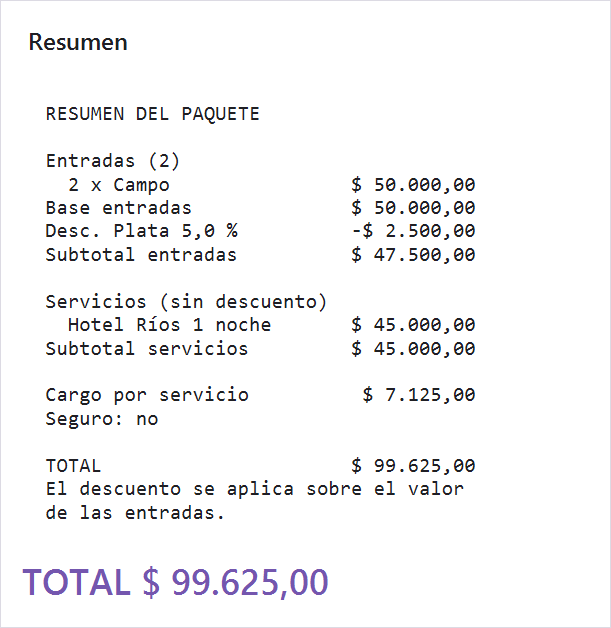 Resumen
RESUMEN DEL PAQUETE
Entradas (2)
2 x Campo $ 50.000,00
Base entradas $ 50.000,00
Desc. Plata 5,0 % -$ 2.500,00
Subtotal entradas $ 47.500,00
Servicios (sin descuento)
Hotel Ríos 1 noche $ 45.000,00
Subtotal servicios $ 45.000,00
Cargo por servicio $ 7.125,00
Seguro: no
TOTAL $ 99.625,00
El descuento se aplica sobre el valor
de las entradas.
TOTAL $ 99.625,00